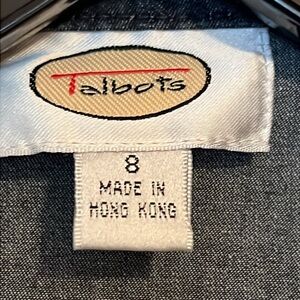 Talbots
8
MADE IN
HONG KONG